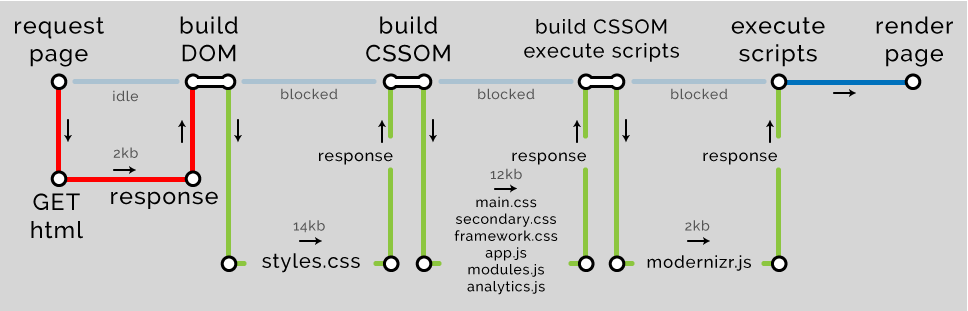 request
page
build
DOM
build
CSSOM
build CSSOM
execute scripts
execute
scripts
render
page
idle
blocked
blocked
blocked
2kb
GET
html
response
response
response
response
14kb
styles.css
12kb
main.css
secondary.css
framework.css
app.js
modules.js
analytics.js
2kb
modernizr.js